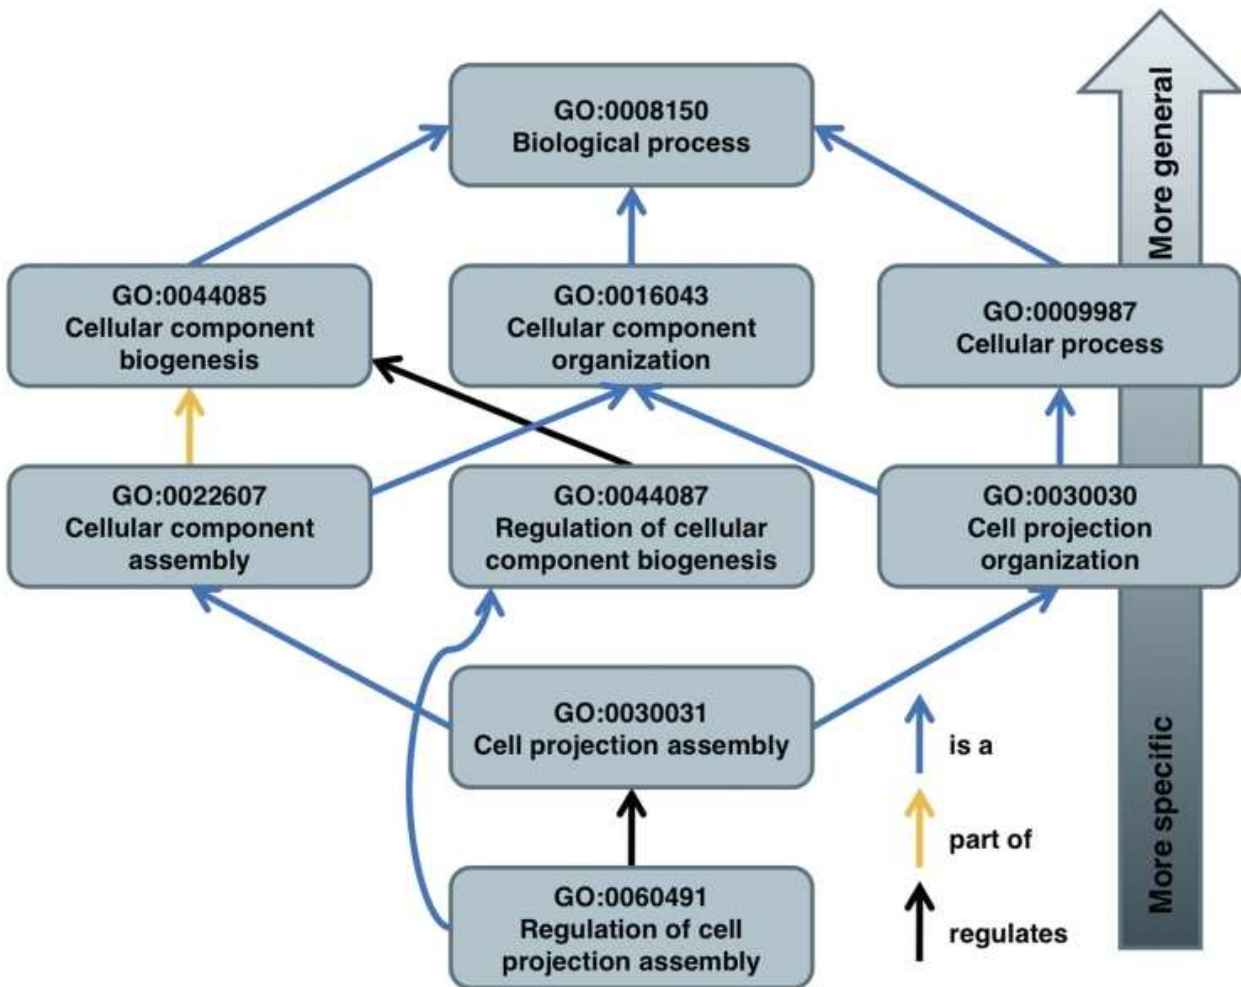 GO:0008150
Biological process
More general
GO:0044085
Cellular component
biogenesis
GO:0016043
Cellular component
organization
GO:0009987
Cellular process
GO:0022607
Cellular component
assembly
GO:0044087
Regulation of cellular
component biogenesis
GO:0030030
Cell projection
organization
GO:0030031
Cell projection assembly
is a
part of
regulates
More specific
GO:0060491
Regulation of cell
projection assembly